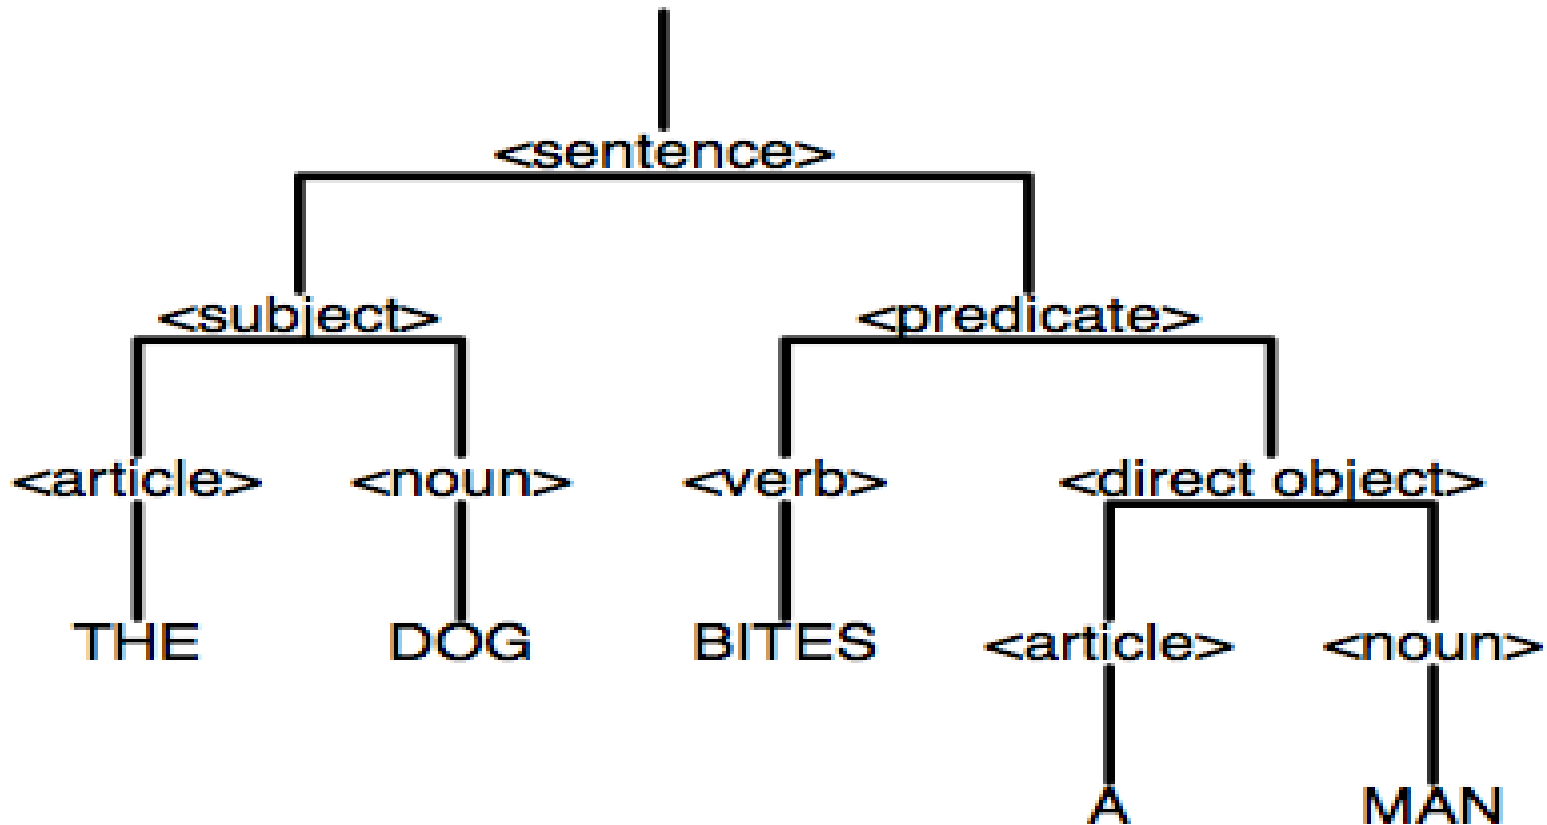 <sentence>
<subject> <predicate>
<article> <noun> <verb> <direct object>
THE DOG BITES <article> <noun>
A MAN